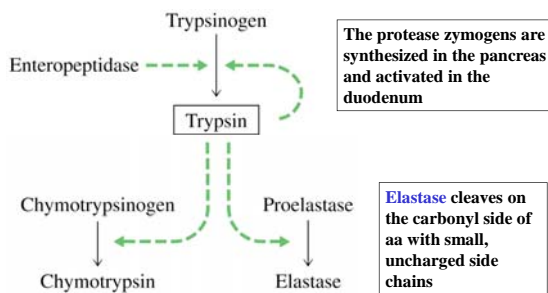 Trypsinogen
The protease zymogens are
synthesized in the pancreas
and activated in the
duodenum
Enteropeptidase
Trypsin
Chymotrypsinogen
Proelastase
Chymotrypsin
Elastase
Elastase cleaves on
the carbonyl side of
aa with small,
uncharged side
chains